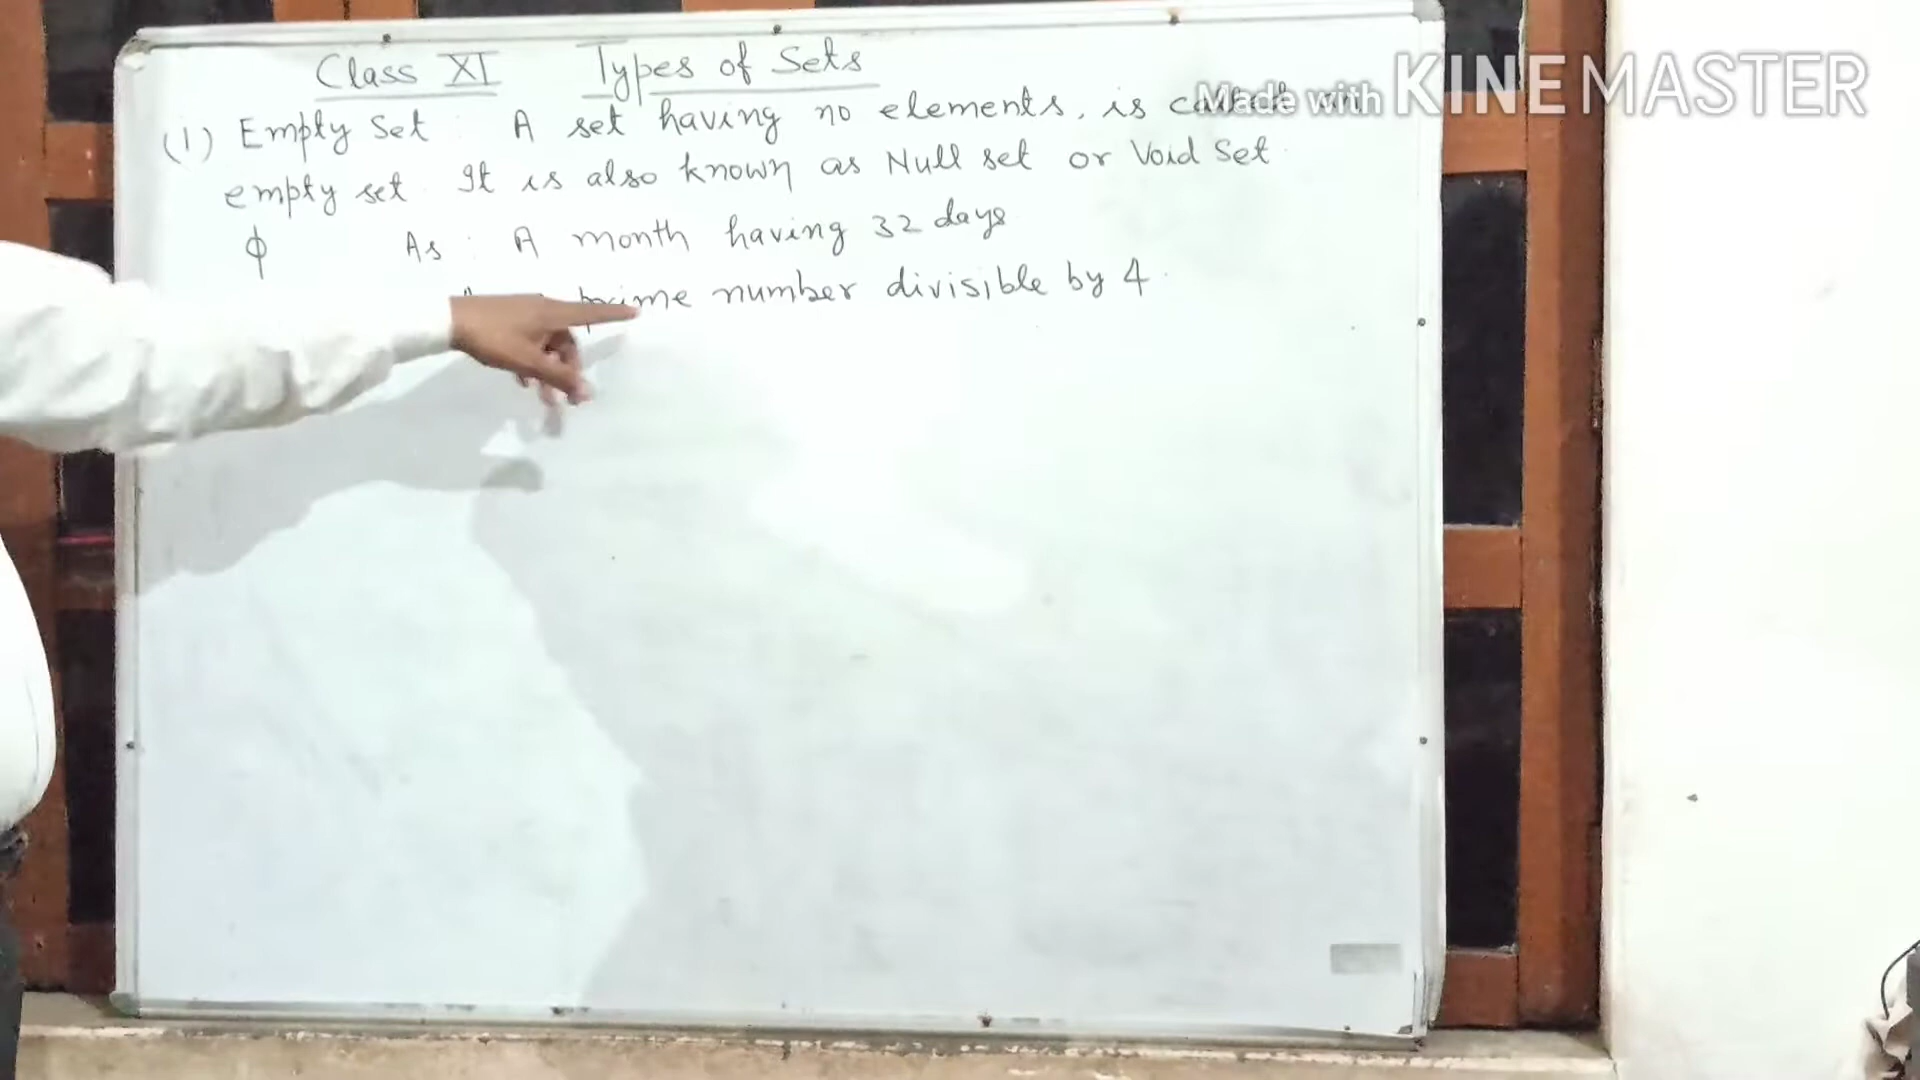 Class XI Types of Sets
Made with KINEMASTER
(1) Empty Set : A set having no elements, is called an
empty set. It is also known as Null set or Void Set.
ϕ As : A month having 32 days
prime number divisible by 4.